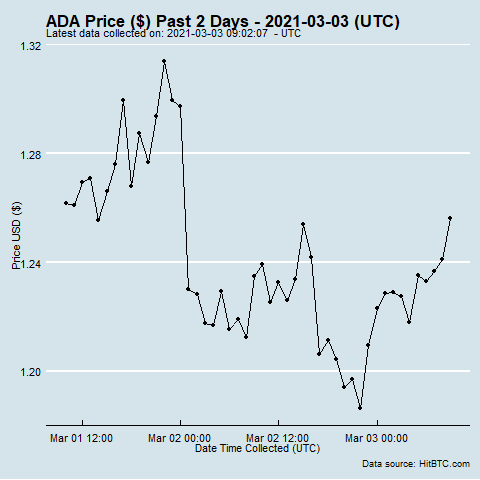 ADA Price ($) Past 2 Days - 2021-03-03 (UTC)
Latest data collected on: 2021-03-03 09:02:07  - UTC
1.32
1.28
1.24
1.20
Price USD ($)
Mar 01 12:00 Mar 02 00:00 Mar 02 12:00 Mar 03 00:00
Date Time Collected (UTC)
Data source: HitBTC.com